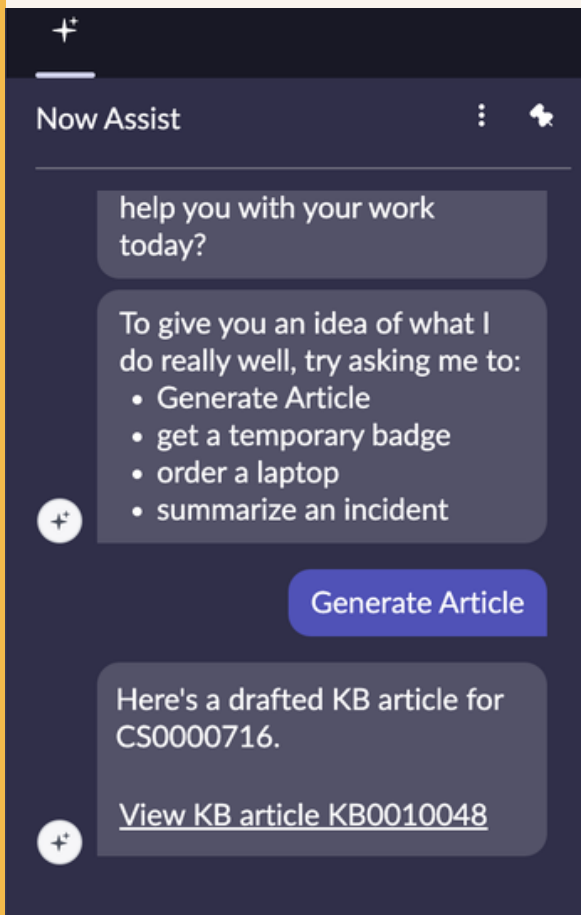 Now Assist
help you with your work
today?
To give you an idea of what I
do really well, try asking me to:
• Generate Article
• get a temporary badge
• order a laptop
• summarize an incident
Generate Article
Here's a drafted KB article for
CS0000716.
View KB article KB0010048